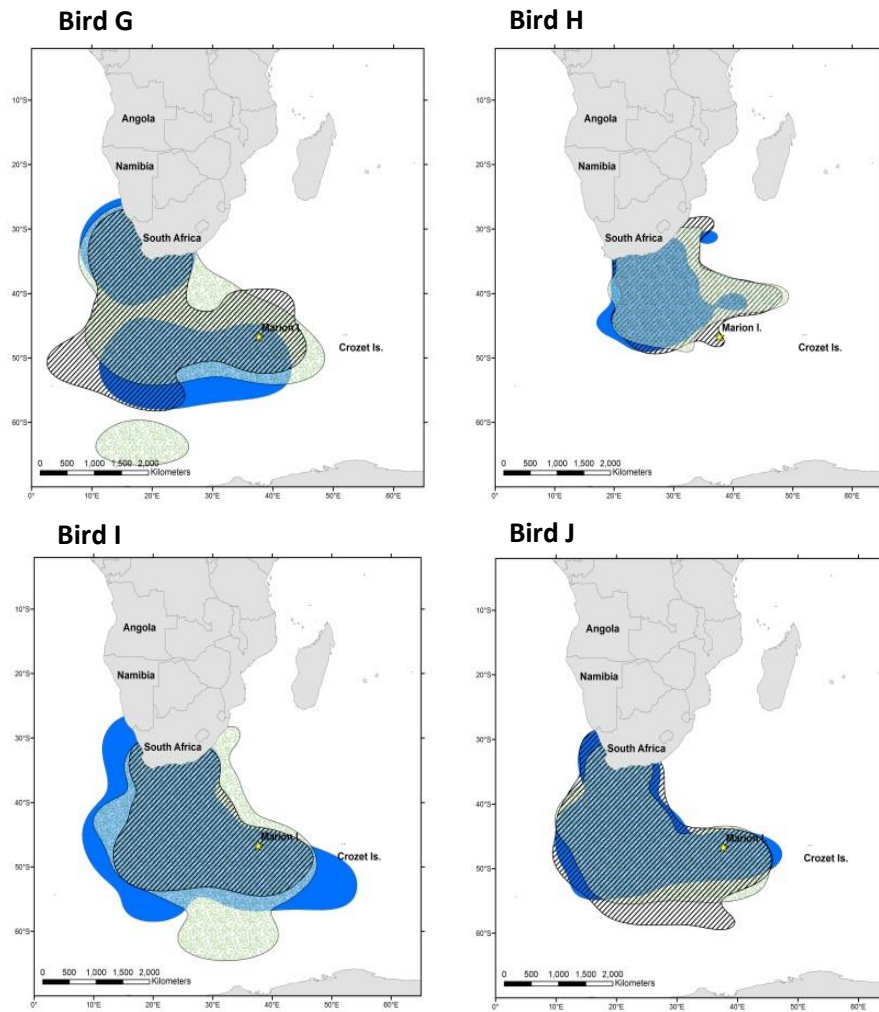 Bird G
Bird H
10°S
20°S
30°S
40°S
50°S
60°S
Angola
Namibia
South Africa
Marion I.
Crozet Is.
0 500 1,000 1,500 2,000
Kilometers
0° 10°E 20°E 30°E 40°E 50°E 60°E
10°S
20°S
30°S
40°S
50°S
60°S
Angola
Namibia
South Africa
Marion I.
Crozet Is.
0 500 1,000 1,500 2,000
Kilometers
0° 10°E 20°E 30°E 40°E 50°E 60°E
Bird I
Bird J
10°S
20°S
30°S
40°S
50°S
60°S
Angola
Namibia
South Africa
Marion I.
Crozet Is.
0 500 1,000 1,500 2,000
Kilometers
0° 10°E 20°E 30°E 40°E 50°E 60°E
10°S
20°S
30°S
40°S
50°S
60°S
Angola
Namibia
South Africa
Marion I.
Crozet Is.
0 500 1,000 1,500 2,000
Kilometers
0° 10°E 20°E 30°E 40°E 50°E 60°E